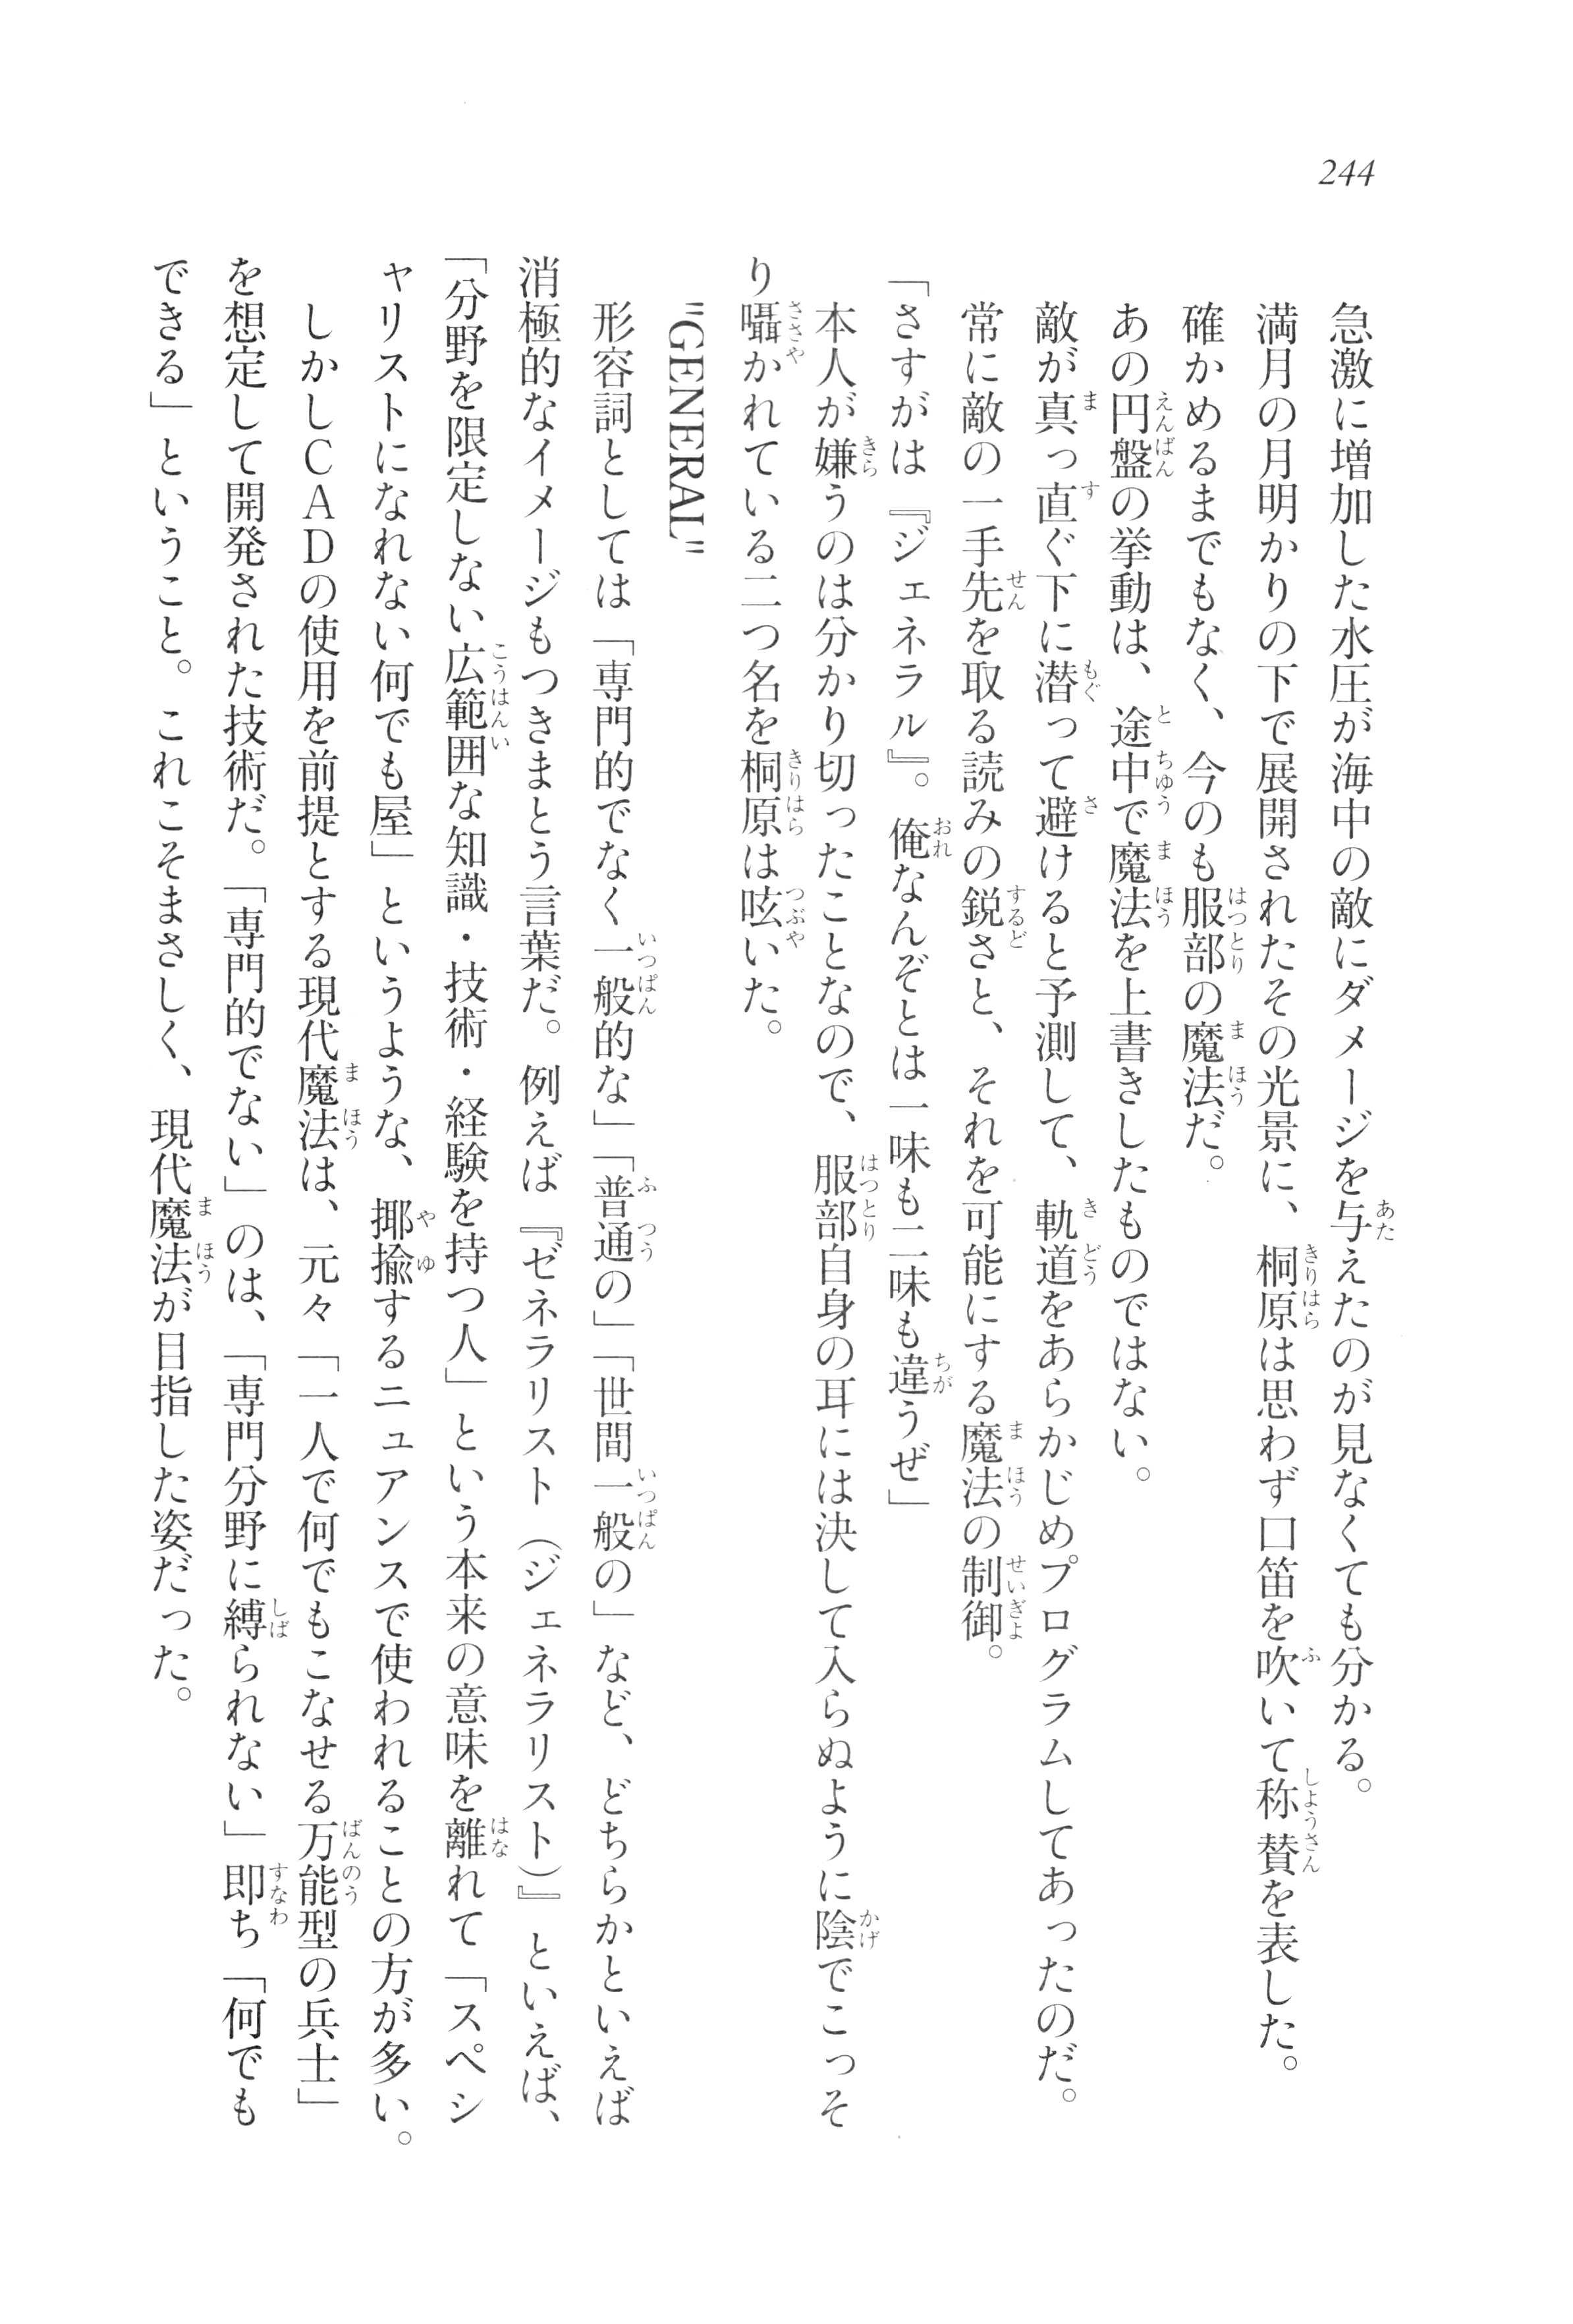 244
急激に増加した水圧が海中の敵にダメージを与えたのが見なくても分かる。
満月の月明かりの下で展開されたその光景に、桐原は思わず口笛を吹いて称賛を表した。
確かめるまでもなく、今のも服部の魔法だ。
あの円盤の挙動は、途中で魔法を上書きしたものではない。
敵が真っ直ぐ下に潜って避けると予測して、軌道をあらかじめプログラムしてあったのだ。
常に敵の一手先を取る読みの鋭さと、それを可能にする魔法の制御。
「さすがは『ジェネラル』。俺なんぞとは一味も二味も違うぜ」
本人が嫌うのは分かり切ったことなので、服部自身の耳には決して入らぬように陰でこっそ
り囁かれている二つ名を桐原は呟いた。
"GENERAL"
形容詞としては「専門的でなく一般的な」「普通の」「世間一般の」など、どちらかといえば
消極的なイメージもつきまとう言葉だ。例えば『ゼネラリスト（ジェネラリスト）』といえば、
「分野を限定しない広範囲な知識・技術・経験を持つ人」という本来の意味を離れて「スペシ
ャリストになれない何でも屋」というような、揶揄するニュアンスで使われることの方が多い。
しかしＣＡＤの使用を前提とする現代魔法は、元々「一人で何でもこなせる万能型の兵士」
を想定して開発された技術だ。「専門的でない」のは、「専門分野に縛られない」即ち「何でも
できる」ということ。これこそまさしく、現代魔法が目指した姿だった。